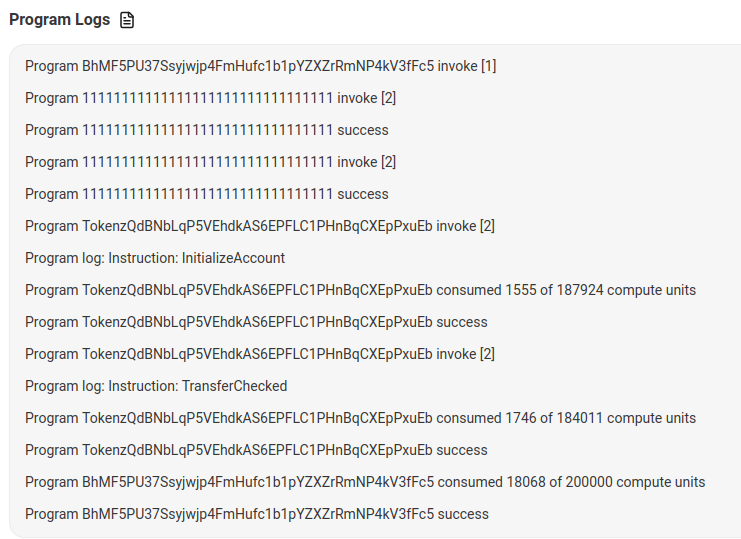 Program Logs
Program BhMF5PU37Ssyjwjp4FmHufc1b1pYZXZrRmNP4kV3fFc5 invoke [1]
Program 11111111111111111111111111111111 invoke [2]
Program 11111111111111111111111111111111 success
Program 11111111111111111111111111111111 invoke [2]
Program 11111111111111111111111111111111 success
Program TokenzQdBNbLqP5VEhdkAS6EPFLC1PHnBqCXEpPxuEb invoke [2]
Program log: Instruction: InitializeAccount
Program TokenzQdBNbLqP5VEhdkAS6EPFLC1PHnBqCXEpPxuEb consumed 1555 of 187924 compute units
Program TokenzQdBNbLqP5VEhdkAS6EPFLC1PHnBqCXEpPxuEb success
Program TokenzQdBNbLqP5VEhdkAS6EPFLC1PHnBqCXEpPxuEb invoke [2]
Program log: Instruction: TransferChecked
Program TokenzQdBNbLqP5VEhdkAS6EPFLC1PHnBqCXEpPxuEb consumed 1746 of 184011 compute units
Program TokenzQdBNbLqP5VEhdkAS6EPFLC1PHnBqCXEpPxuEb success
Program BhMF5PU37Ssyjwjp4FmHufc1b1pYZXZrRmNP4kV3fFc5 consumed 18068 of 200000 compute units
Program BhMF5PU37Ssyjwjp4FmHufc1b1pYZXZrRmNP4kV3fFc5 success